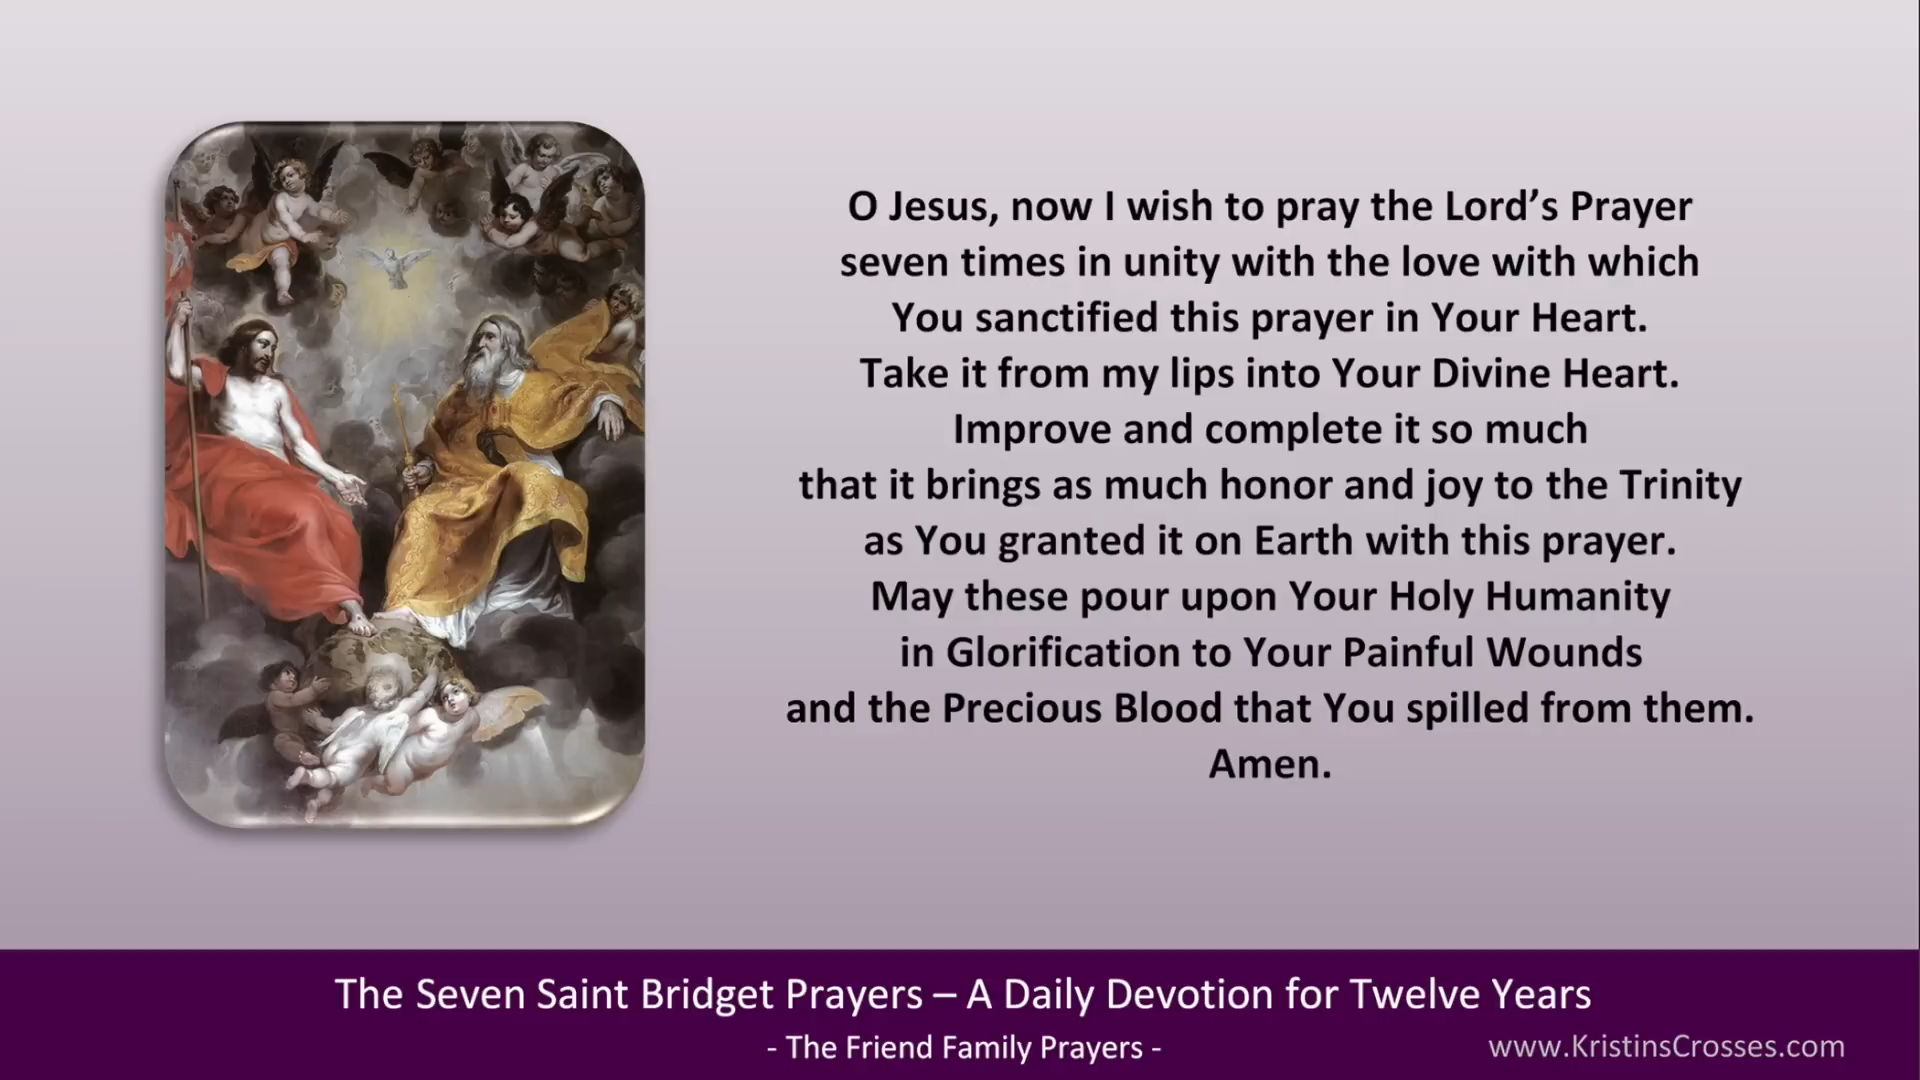 O Jesus, now I wish to pray the Lord’s Prayer
seven times in unity with the love with which
You sanctified this prayer in Your Heart.
Take it from my lips into Your Divine Heart.
Improve and complete it so much
that it brings as much honor and joy to the Trinity
as You granted it on Earth with this prayer.
May these pour upon Your Holy Humanity
in Glorification to Your Painful Wounds
and the Precious Blood that You spilled from them.
Amen.
The Seven Saint Bridget Prayers – A Daily Devotion for Twelve Years
- The Friend Family Prayers -
www.KristinsCrosses.com